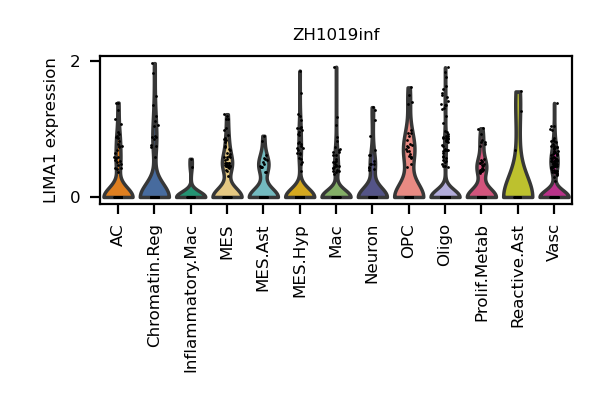 ZH1019inf
LIMA1 expression
2
0
AC
Chromatin.Reg
Inflammatory.Mac
MES
MES.Ast
MES.Hyp
Mac
Neuron
OPC
Oligo
Prolif.Metab
Reactive.Ast
Vasc